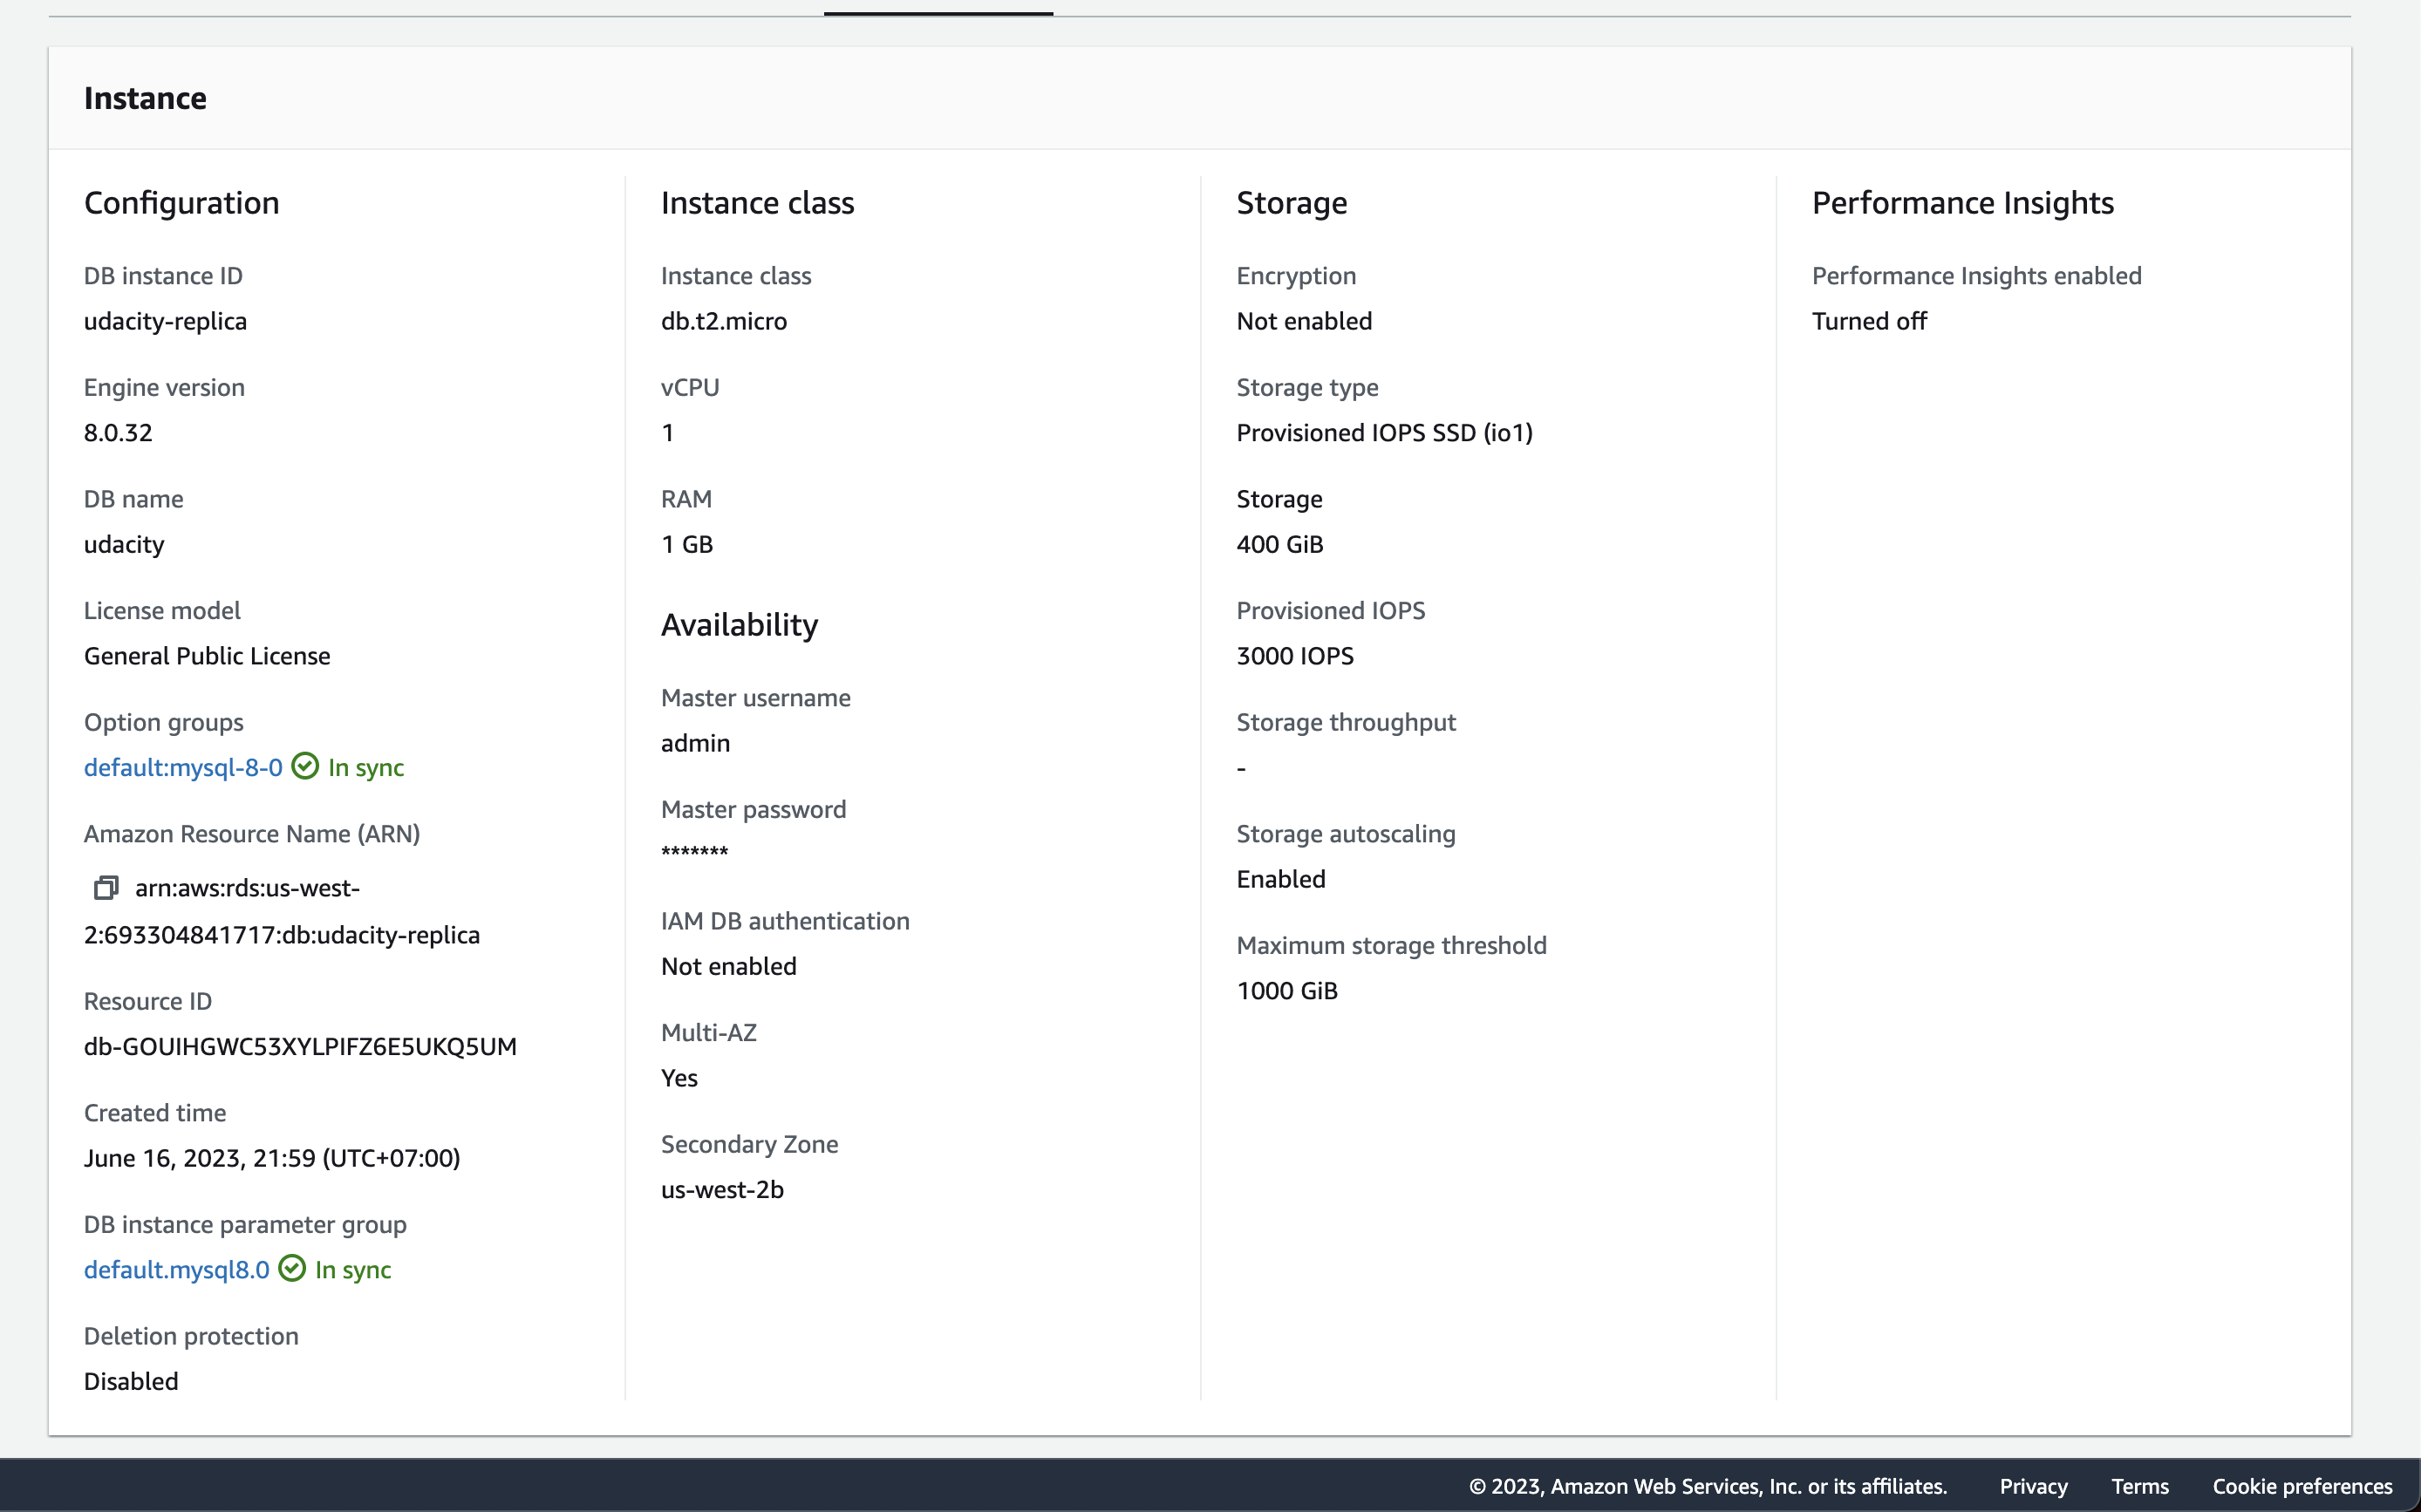 Instance
Configuration
DB instance ID
udacity-replica
Engine version
8.0.32
DB name
udacity
License model
General Public License
Option groups
default:mysql-8-0 In sync
Amazon Resource Name (ARN)
arn:aws:rds:us-west-
2:693304841717:db:udacity-replica
Resource ID
db-GOUIHGWC53XYLPIFZ6E5UKQ5UM
Created time
June 16, 2023, 21:59 (UTC+07:00)
DB instance parameter group
default.mysql8.0 In sync
Deletion protection
Disabled
Instance class
Instance class
db.t2.micro
vCPU
1
RAM
1 GB
Availability
Master username
admin
Master password
*******
IAM DB authentication
Not enabled
Multi-AZ
Yes
Secondary Zone
us-west-2b
Storage
Encryption
Not enabled
Storage type
Provisioned IOPS SSD (io1)
Storage
400 GiB
Provisioned IOPS
3000 IOPS
Storage throughput
-
Storage autoscaling
Enabled
Maximum storage threshold
1000 GiB
Performance Insights
Performance Insights enabled
Turned off
© 2023, Amazon Web Services, Inc. or its affiliates. Privacy Terms Cookie preferences